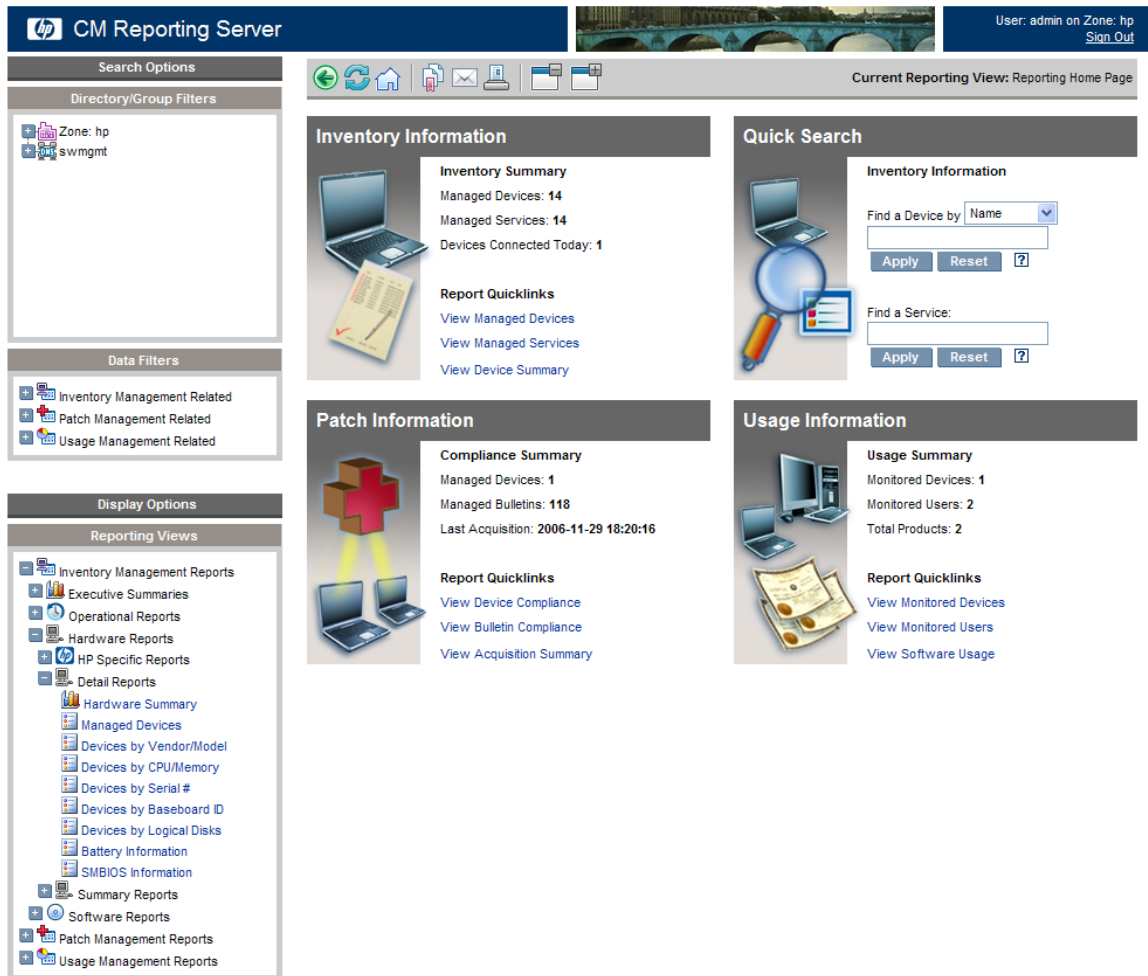 hp CM Reporting Server
User: admin on Zone: hp
Sign Out
Search Options
Directory/Group Filters
Zone: hp
swmgmt
Data Filters
Inventory Management Related
Patch Management Related
Usage Management Related
Display Options
Reporting Views
Inventory Management Reports
Executive Summaries
Operational Reports
Hardware Reports
HP Specific Reports
Detail Reports
Hardware Summary
Managed Devices
Devices by Vendor/Model
Devices by CPU/Memory
Devices by Serial #
Devices by Baseboard ID
Devices by Logical Disks
Battery Information
SMBIOS Information
Summary Reports
Software Reports
Patch Management Reports
Usage Management Reports
Current Reporting View: Reporting Home Page
Inventory Information
Inventory Summary
Managed Devices: 14
Managed Services: 14
Devices Connected Today: 1
Report Quicklinks
View Managed Devices
View Managed Services
View Device Summary
Quick Search
Inventory Information
Find a Device by Name
Apply Reset ?
Find a Service:
Apply Reset ?
Patch Information
Compliance Summary
Managed Devices: 1
Managed Bulletins: 118
Last Acquisition: 2006-11-29 18:20:16
Report Quicklinks
View Device Compliance
View Bulletin Compliance
View Acquisition Summary
Usage Information
Usage Summary
Monitored Devices: 1
Monitored Users: 2
Total Products: 2
Report Quicklinks
View Monitored Devices
View Monitored Users
View Software Usage